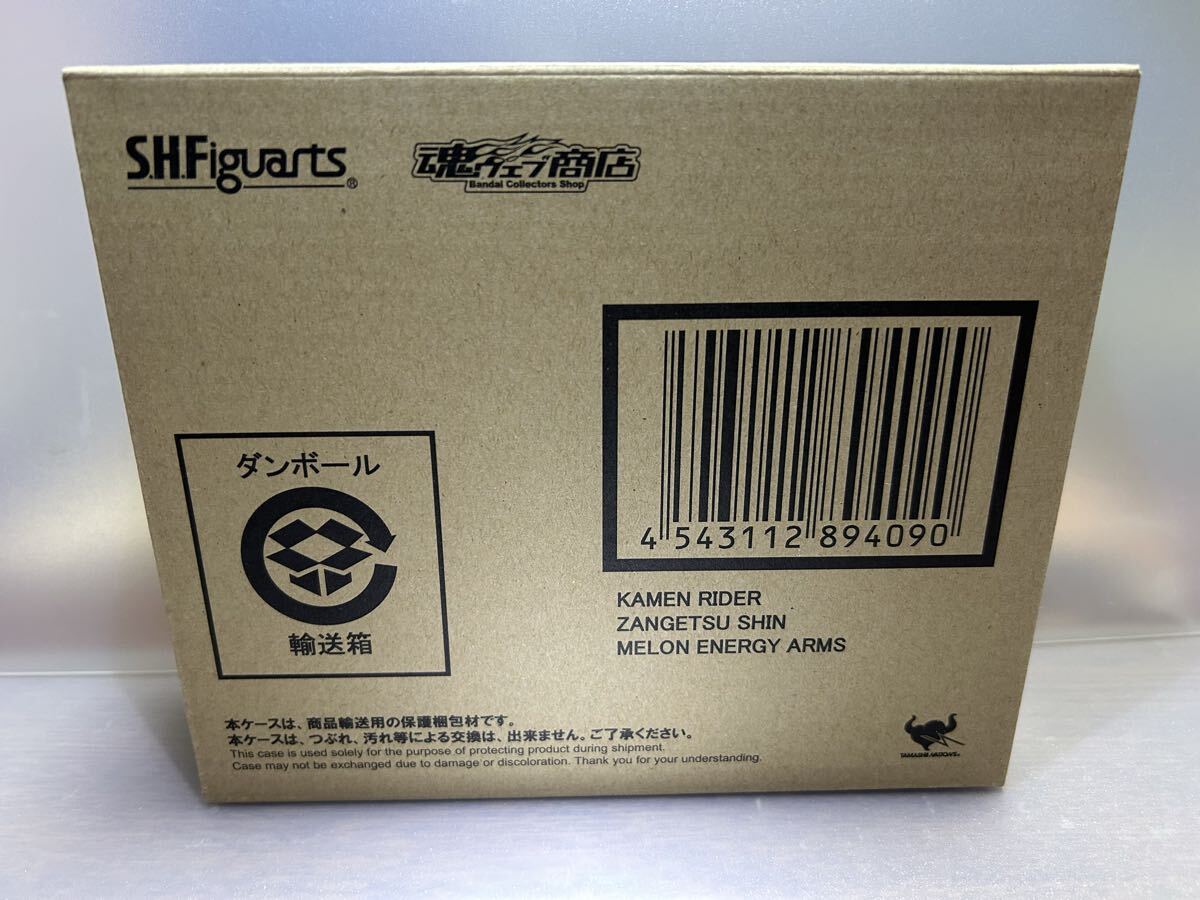 S.H.Figuarts®
魂ウェブ商店
Bandai Collectors Shop
4 543112 894090
KAMEN RIDER
ZANGETSU SHIN
MELON ENERGY ARMS
ダンボール
輸送箱
本ケースは、商品輸送用の保護梱包材です。
本ケースは、つぶれ、汚れ等による交換は、出来ません。ご了承ください。
This case is used solely for the purpose of protecting product during shipment.
Case may not be exchanged due to damage or discoloration. Thank you for your understanding.
TAMASHII NATIONS